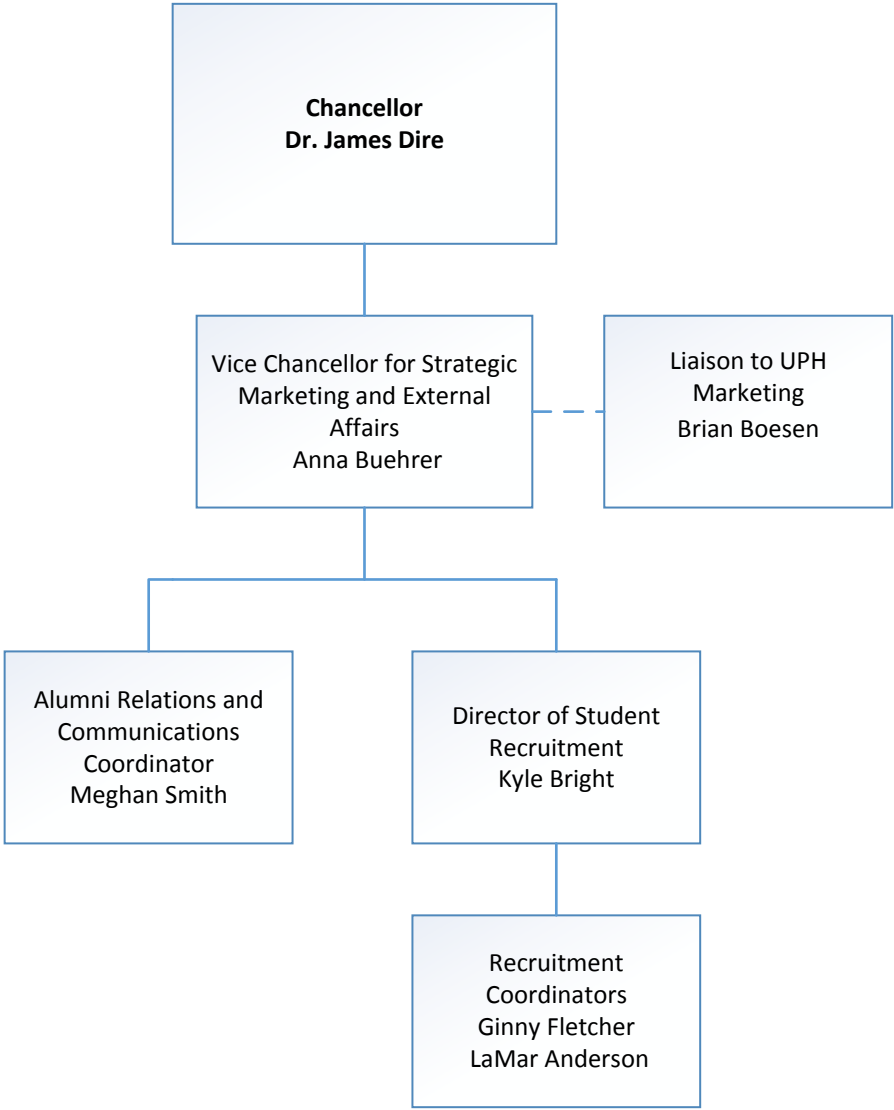 Chancellor
Dr. James Dire
Vice Chancellor for Strategic
Marketing and External
Affairs
Anna Buehrer
Liaison to UPH
Marketing
Brian Boesen
Alumni Relations and
Communications
Coordinator
Meghan Smith
Director of Student
Recruitment
Kyle Bright
Recruitment
Coordinators
Ginny Fletcher
LaMar Anderson